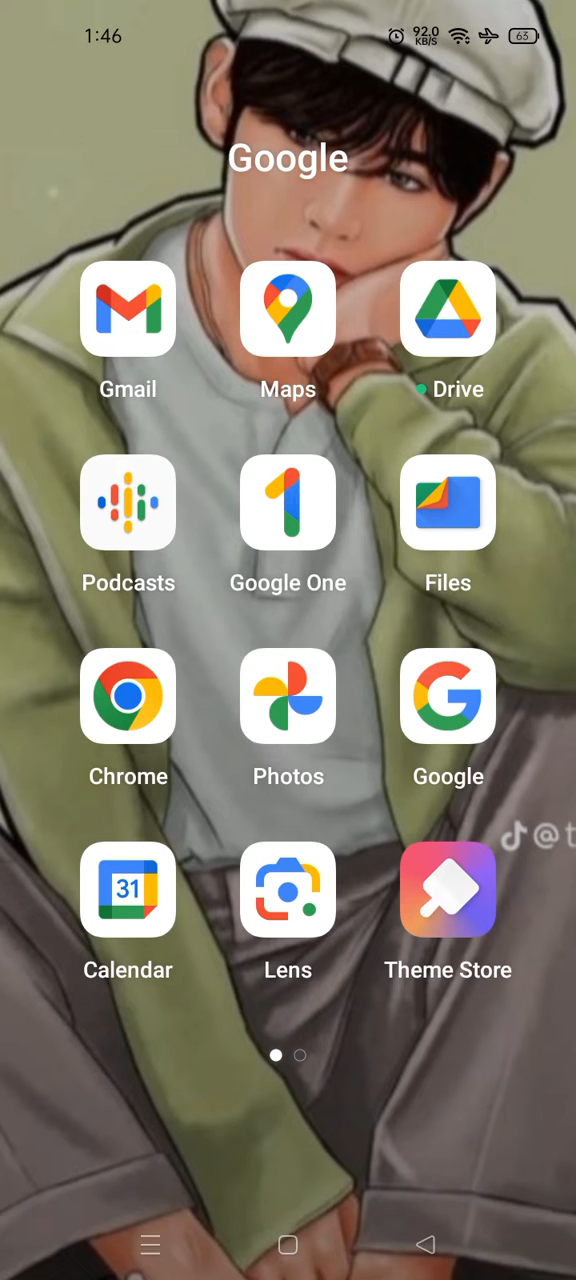 1:46 92.0 KB/S 63
Google
Gmail Maps Drive
Podcasts Google One Files
Chrome Photos Google
@t
31
Calendar Lens Theme Store